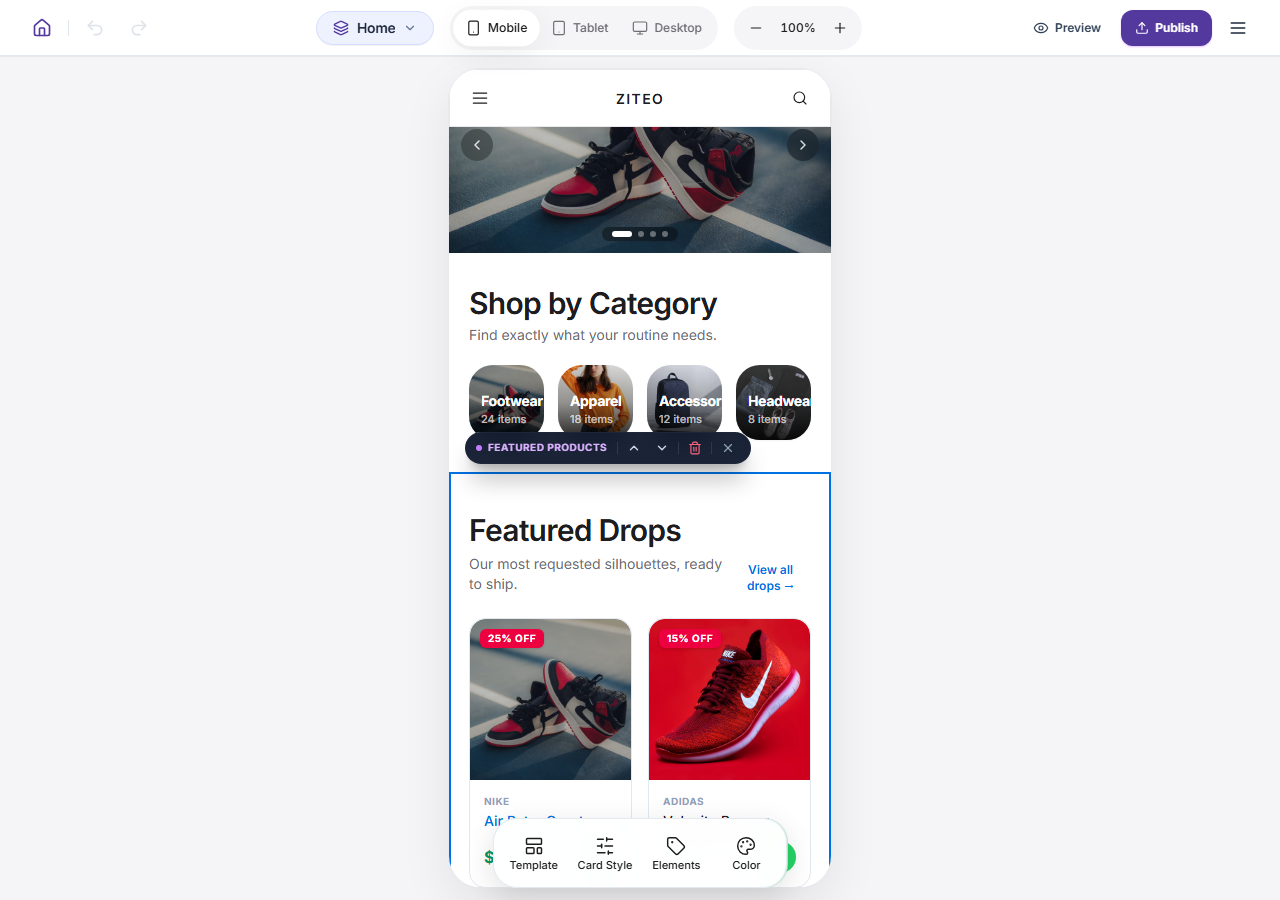 Home
Mobile
Tablet
Desktop
100%
Preview
Publish
ZITEO
Shop by Category
Find exactly what your routine needs.
Footwear
24 items
Apparel
18 items
Accessor
12 items
Headwear
8 items
FEATURED PRODUCTS
Featured Drops
Our most requested silhouettes, ready
to ship.
View all
drops →
25% OFF
15% OFF
NIKE
ADIDAS
Air
$
Template
Card Style
Elements
Color